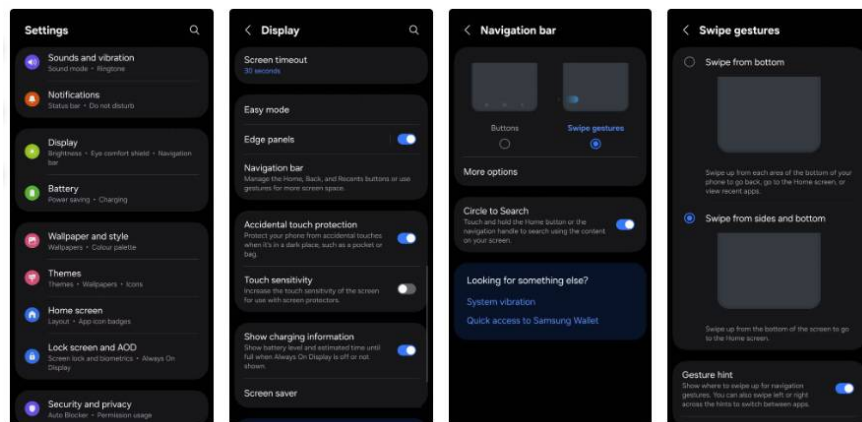 Settings
Sounds and vibration
Sound mode • Ringtone
Notifications
Status bar • Do not disturb
Display
Brightness • Eye comfort shield • Navigation
bar
Battery
Power saving • Charging
Wallpaper and style
Wallpapers • Colour palette
Themes
Themes • Wallpapers • Icons
Home screen
Layout • App icon badges
Lock screen and AOD
Screen lock and biometrics • Always On
Display
Security and privacy
Auto Blocker • Permission usage
Display
Screen timeout
30 seconds
Easy mode
Edge panels
Navigation bar
Manage the Home, Back, and Recents buttons or use
gestures for more screen space.
Accidental touch protection
Protect your phone from accidental touches
when it's in a dark place, such as a pocket or
bag.
Touch sensitivity
Increase the touch sensitivity of the screen
for use with screen protectors.
Show charging information
Show battery level and estimated time until
full when Always On Display is off or not
shown.
Screen saver
Navigation bar
Buttons
Swipe gestures
More options
Circle to Search
Touch and hold the Home button or the
navigation handle to search using the content
on your screen.
Looking for something else?
System vibration
Quick access to Samsung Wallet
Swipe gestures
Swipe from bottom
Swipe up from each area of the bottom of your
phone to go back, go to the Home screen, or
view recent apps.
Swipe from sides and bottom
Swipe up from the bottom of the screen to go
to the Home screen.
Gesture hint
Show where to swipe up for navigation
gestures. You can also swipe left or right
across the hints to switch between apps.